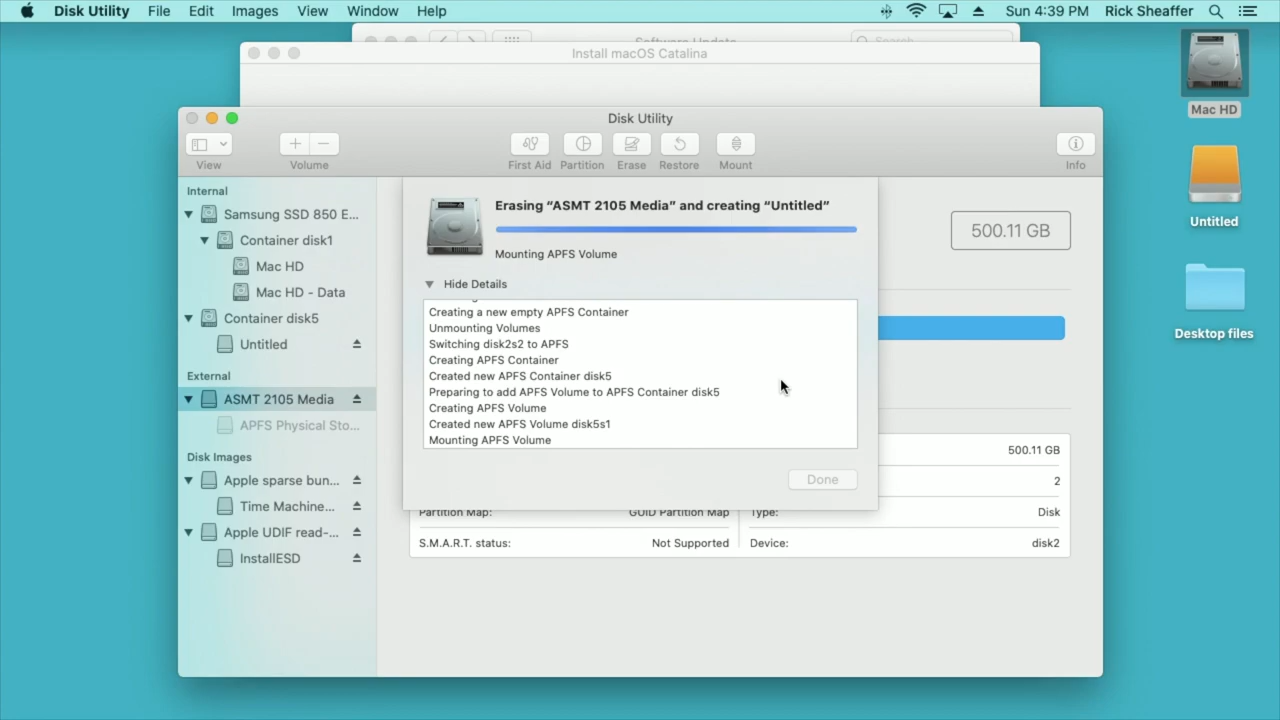 Disk Utility File Edit Images View Window Help Sun 4:39 PM Rick Sheaffer
Search
Install macOS Catalina
Mac HD
Disk Utility
View Volume First Aid Partition Erase Restore Mount Info
Internal
Samsung SSD 850 E...
Container disk1
Mac HD
Mac HD - Data
Container disk5
Untitled
External
ASMT 2105 Media
APFS Physical Sto...
Disk Images
Apple sparse bun...
Time Machine...
Apple UDIF read-...
InstallESD
Erasing “ASMT 2105 Media” and creating “Untitled”
Mounting APFS Volume
Hide Details
Creating a new empty APFS Container
Unmounting Volumes
Switching disk2s2 to APFS
Creating APFS Container
Created new APFS Container disk5
Preparing to add APFS Volume to APFS Container disk5
Creating APFS Volume
Created new APFS Volume disk5s1
Mounting APFS Volume
Done
500.11 GB
500.11 GB
2
Partition Map: GUID Partition Map Type: Disk
S.M.A.R.T. status: Not Supported Device: disk2
Untitled
Desktop files